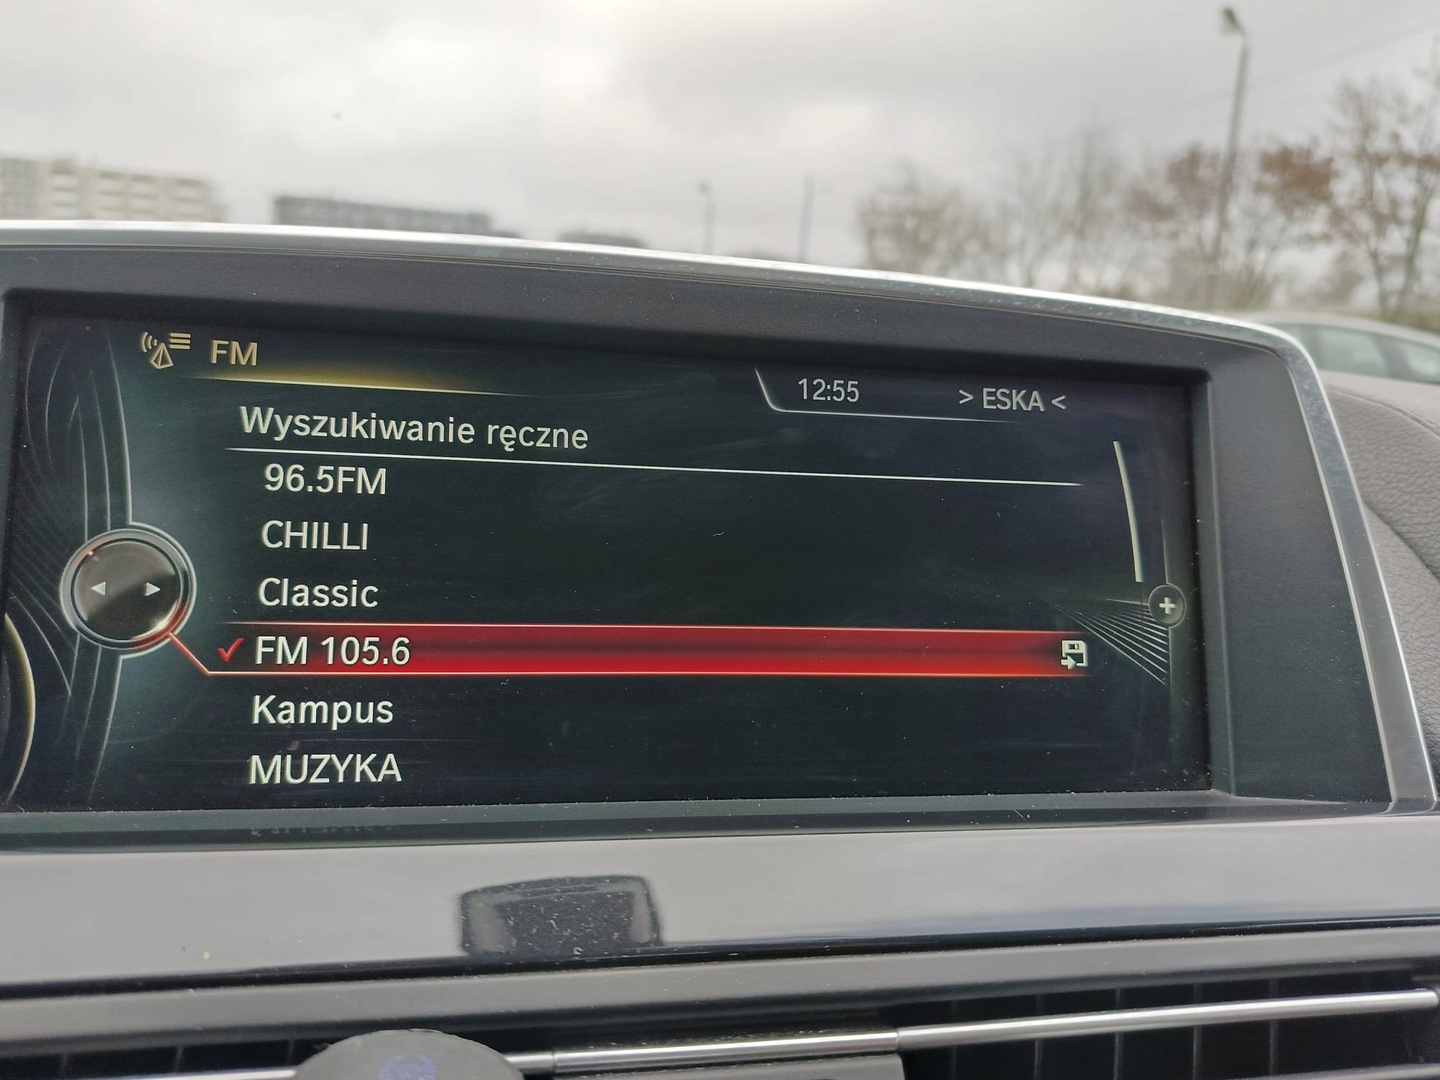 FM
12:55 > ESKA <
Wyszukiwanie ręczne
96.5FM
CHILLI
Classic
FM 105.6
Kampus
MUZYKA